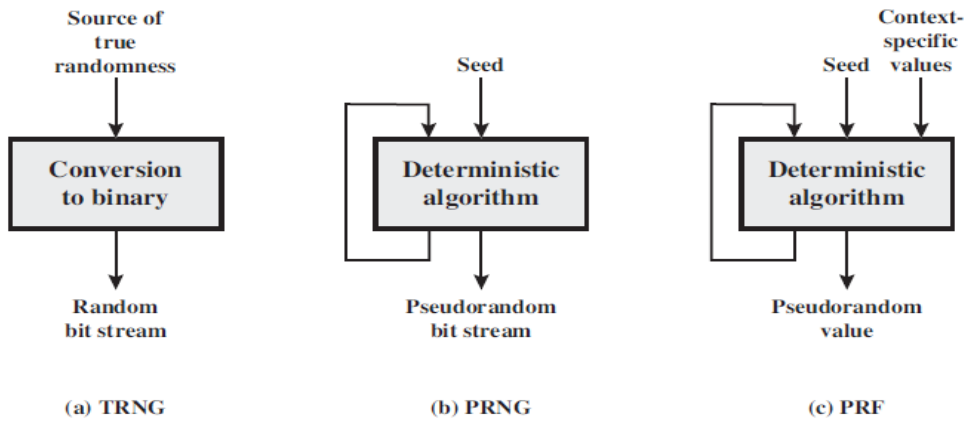 Source of
true
randomness
Conversion
to binary
Random
bit stream
(a) TRNG
Seed
Deterministic
algorithm
Pseudorandom
bit stream
(b) PRNG
Context-
specific
values
Seed
Deterministic
algorithm
Pseudorandom
value
(c) PRF